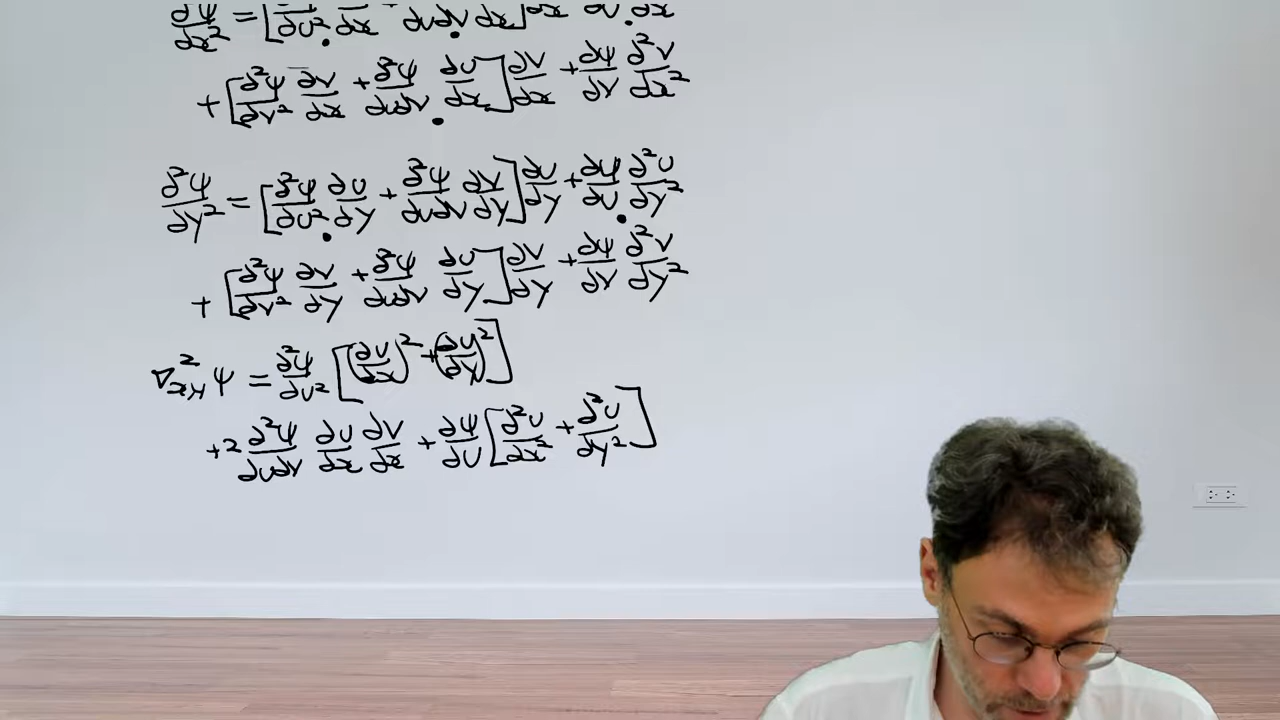 ∂²ψ/∂x² = [∂²ψ/∂u² ∂u/∂x + ∂²ψ/∂u∂v ∂v/∂x] ∂u/∂x + ∂ψ/∂u ∂²u/∂x²
+ [∂²ψ/∂v² ∂v/∂x + ∂²ψ/∂u∂v ∂u/∂x] ∂v/∂x + ∂ψ/∂v ∂²v/∂x²
∂²ψ/∂y² = [∂²ψ/∂u² ∂u/∂y + ∂²ψ/∂u∂v ∂v/∂y] ∂u/∂y + ∂ψ/∂u ∂²u/∂y²
+ [∂²ψ/∂v² ∂v/∂y + ∂²ψ/∂u∂v ∂u/∂y] ∂v/∂y + ∂ψ/∂v ∂²v/∂y²
∇²xy ψ = ∂²ψ/∂u² [(∂u/∂x)² + (∂u/∂y)²]
+2 ∂²ψ/∂u∂v ∂u/∂x ∂v/∂x + ∂ψ/∂u [∂²u/∂x² + ∂²u/∂y²]